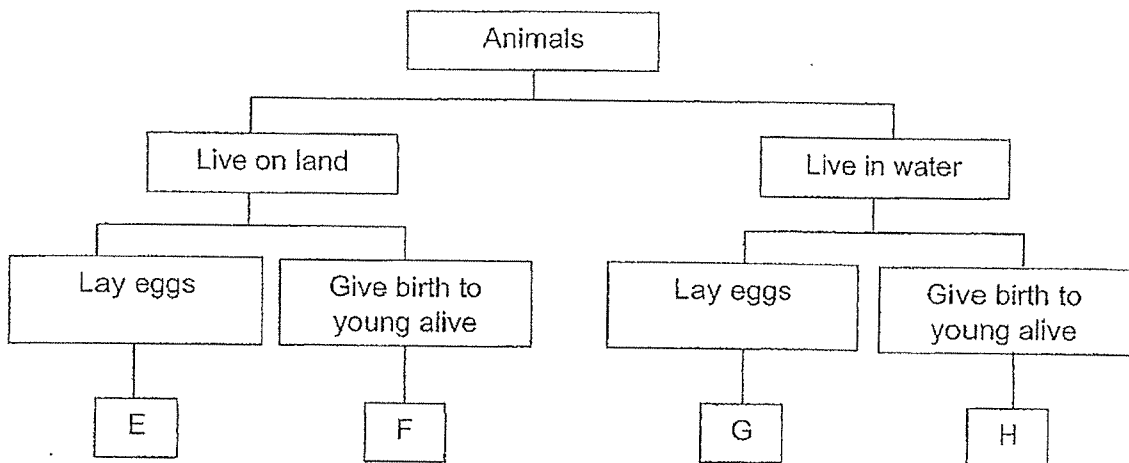 Animals
Live on land
Live in water
Lay eggs
Give birth to
young alive
Lay eggs
Give birth to
young alive
E
F
G
H